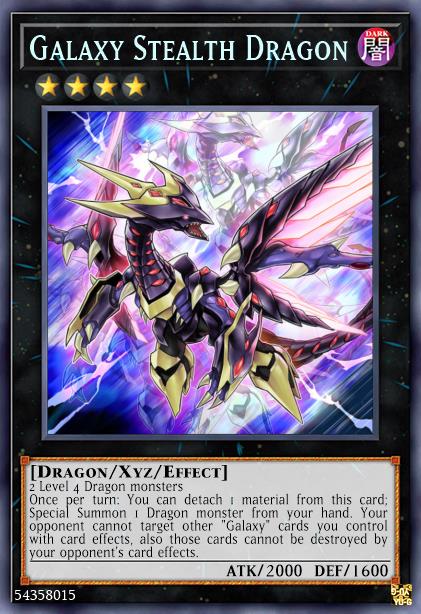 GALAXY STEALTH DRAGON
DARK
闇
[DRAGON/XYZ/EFFECT]
2 Level 4 Dragon monsters
Once per turn: You can detach 1 material from this card;
Special Summon 1 Dragon monster from your hand. Your
opponent cannot target other "Galaxy" cards you control
with card effects, also those cards cannot be destroyed by
your opponent's card effects.
ATK/2000 DEF/1600
54358015